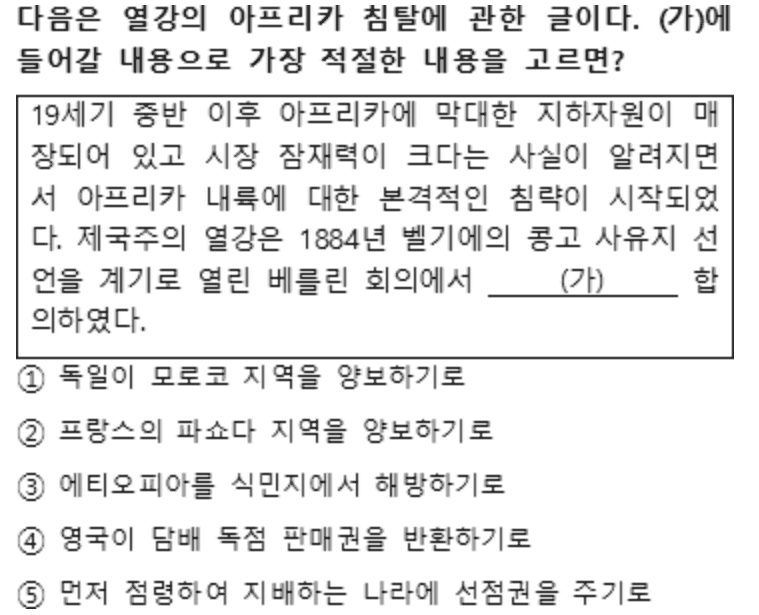 다음은 열강의 아프리카 침탈에 관한 글이다. (가)에
들어갈 내용으로 가장 적절한 내용을 고르면?
19세기 중반 이후 아프리카에 막대한 지하자원이 매
장되어 있고 시장 잠재력이 크다는 사실이 알려지면
서 아프리카 내륙에 대한 본격적인 침략이 시작되었
다. 제국주의 열강은 1884년 벨기에의 콩고 사유지 선
언을 계기로 열린 베를린 회의에서 ______(가)______ 합
의하였다.
① 독일이 모로코 지역을 양보하기로
② 프랑스의 파쇼다 지역을 양보하기로
③ 에티오피아를 식민지에서 해방하기로
④ 영국이 담배 독점 판매권을 반환하기로
⑤ 먼저 점령하여 지배하는 나라에 선점권을 주기로